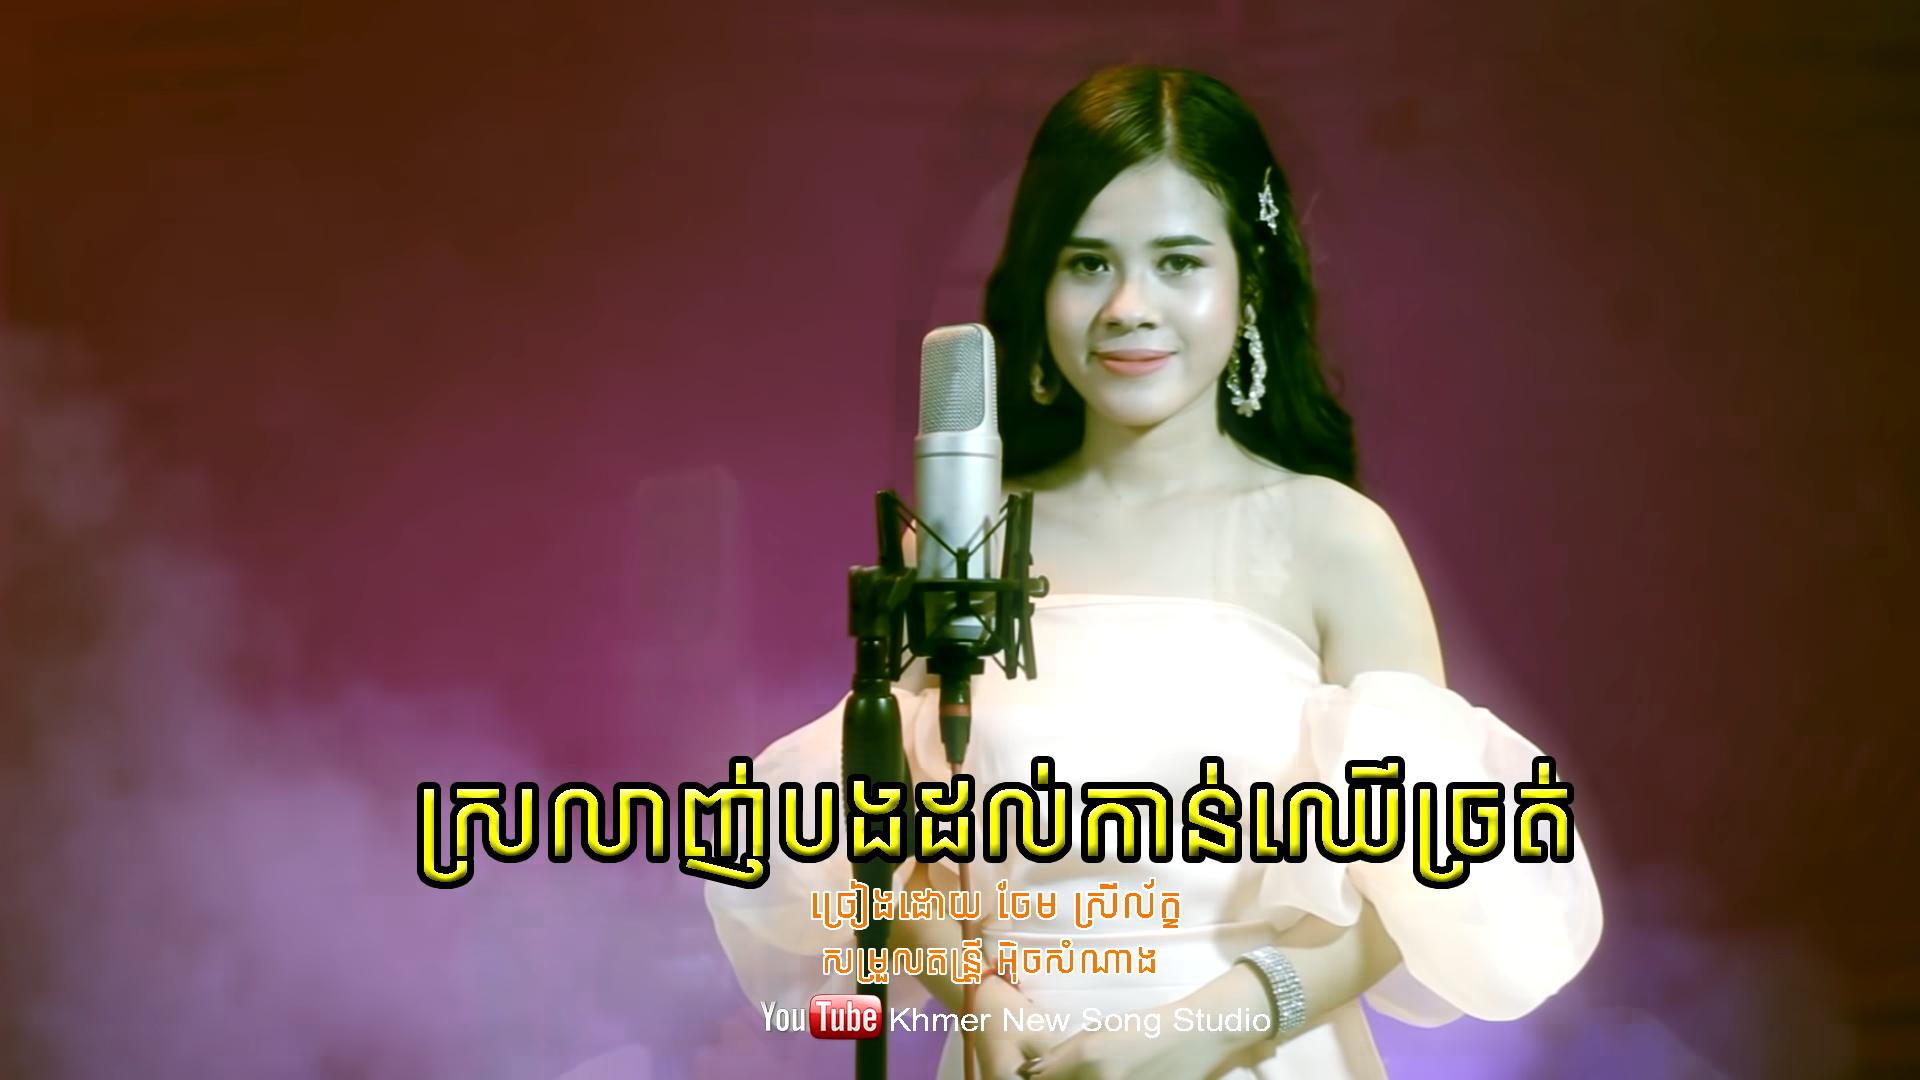 ស្រលាញ់បងដល់កាន់ឈើច្រត់
ច្រៀងដោយ ចែម ស្រីល័ក្ខ
សម្រួលតន្ត្រី អ៊ិចសំណាង
YouTube Khmer New Song Studio